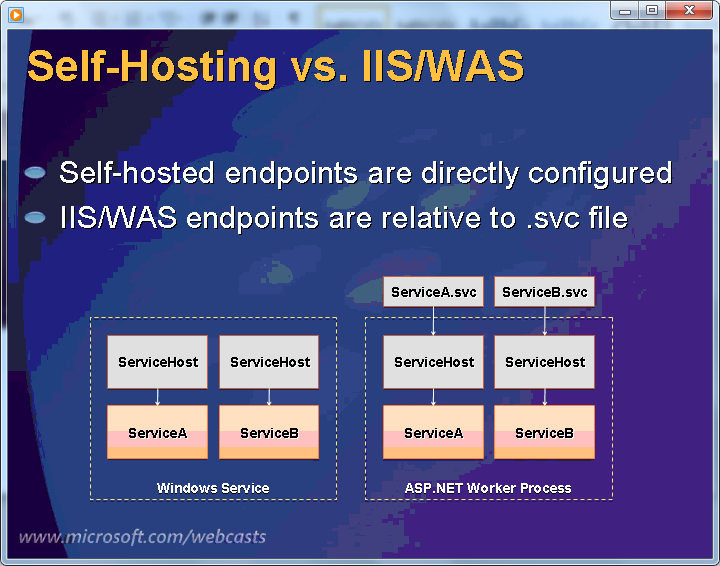 Self-Hosting vs. IIS/WAS
Self-hosted endpoints are directly configured
IIS/WAS endpoints are relative to .svc file
ServiceA.svc
ServiceB.svc
ServiceHost
ServiceHost
ServiceHost
ServiceHost
ServiceA
ServiceB
ServiceA
ServiceB
Windows Service
ASP.NET Worker Process
www.microsoft.com/webcasts